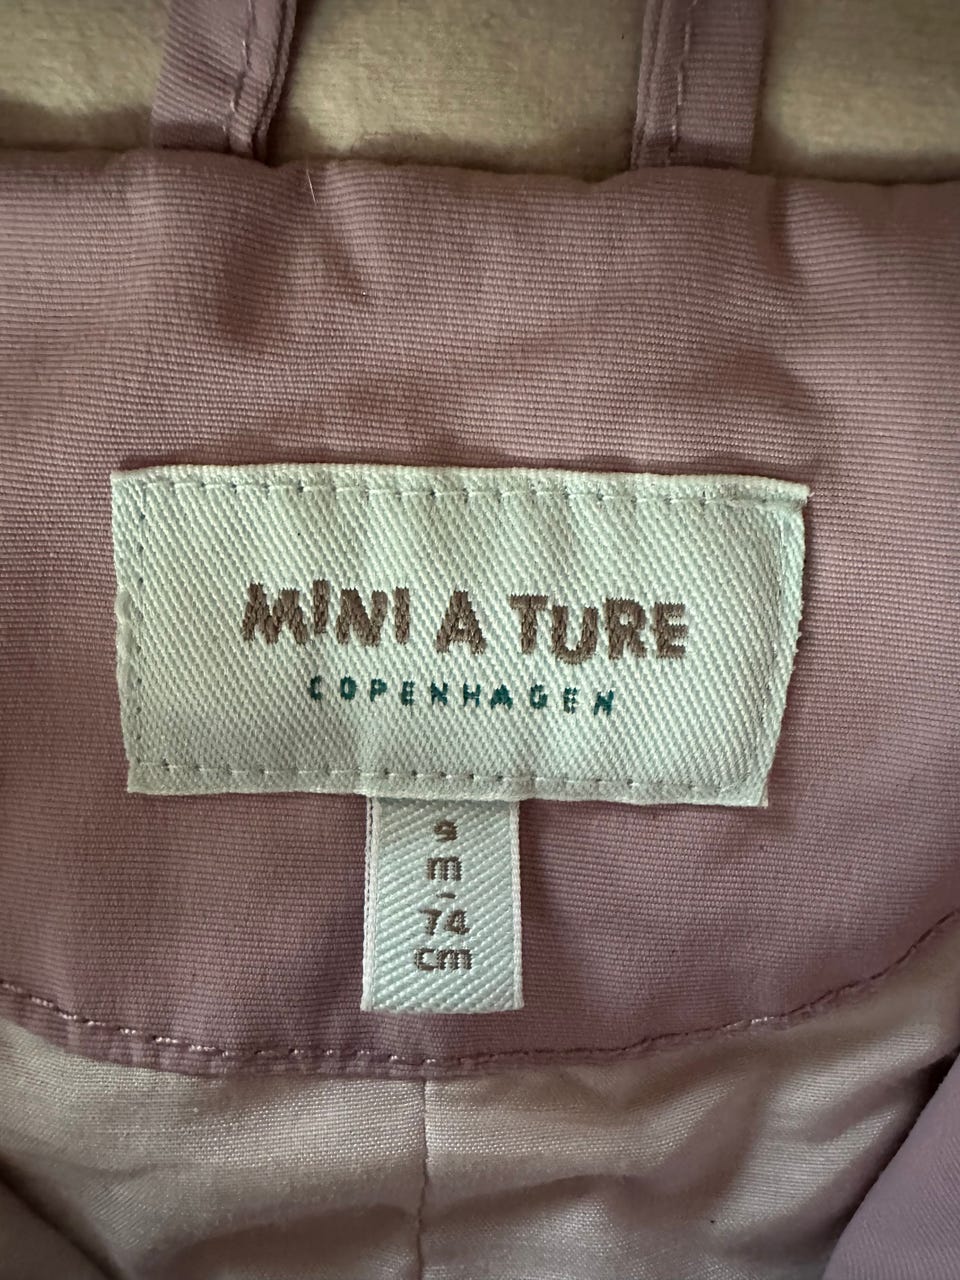 MINI A TURE
COPENHAGEN
9
m
-
74
cm